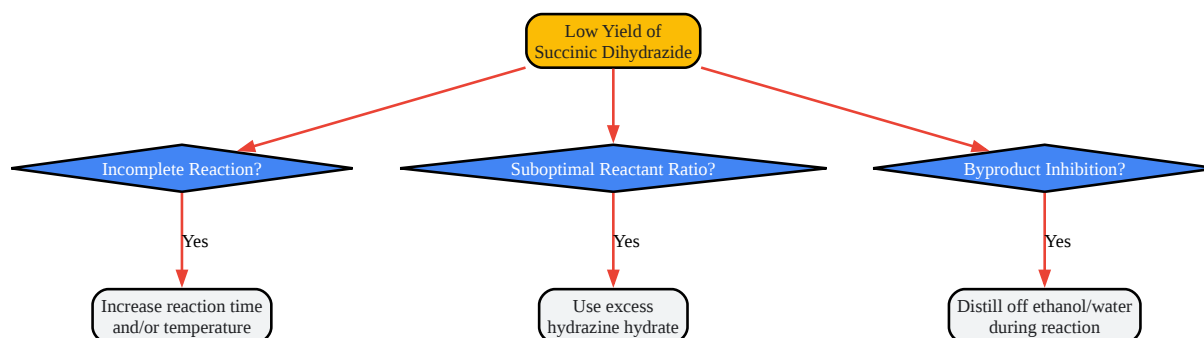 Low Yield of
Succinic Dihydrazide
Incomplete Reaction?
Suboptimal Reactant Ratio?
Byproduct Inhibition?
Yes
Yes
Yes
Increase reaction time
and/or temperature
Use excess
hydrazine hydrate
Distill off ethanol/water
during reaction